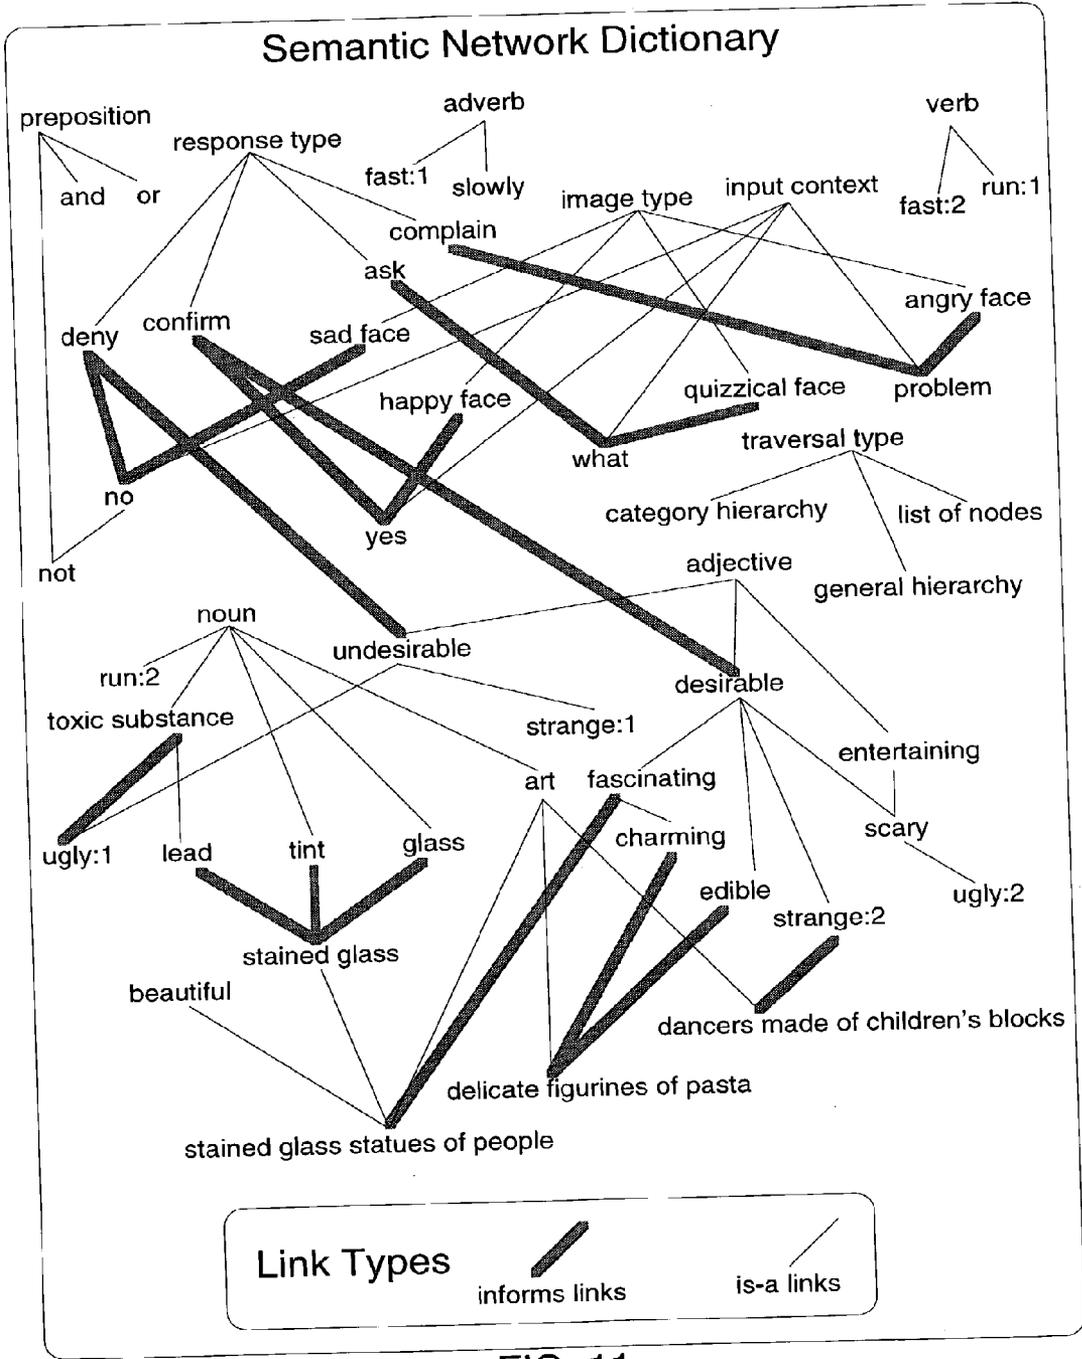 Semantic Network Dictionary
preposition
adverb
verb
response type
and
or
fast:1
slowly
image type
input context
fast:2
run:1
complain
ask
angry face
deny
confirm
sad face
happy face
quizzical face
problem
what
traversal type
no
yes
category hierarchy
list of nodes
not
adjective
general hierarchy
noun
undesirable
run:2
desirable
toxic substance
strange:1
entertaining
art
fascinating
charming
scary
ugly:1
lead
tint
glass
edible
strange:2
ugly:2
stained glass
beautiful
dancers made of children's blocks
delicate figurines of pasta
stained glass statues of people
Link Types
informs links
is-a links